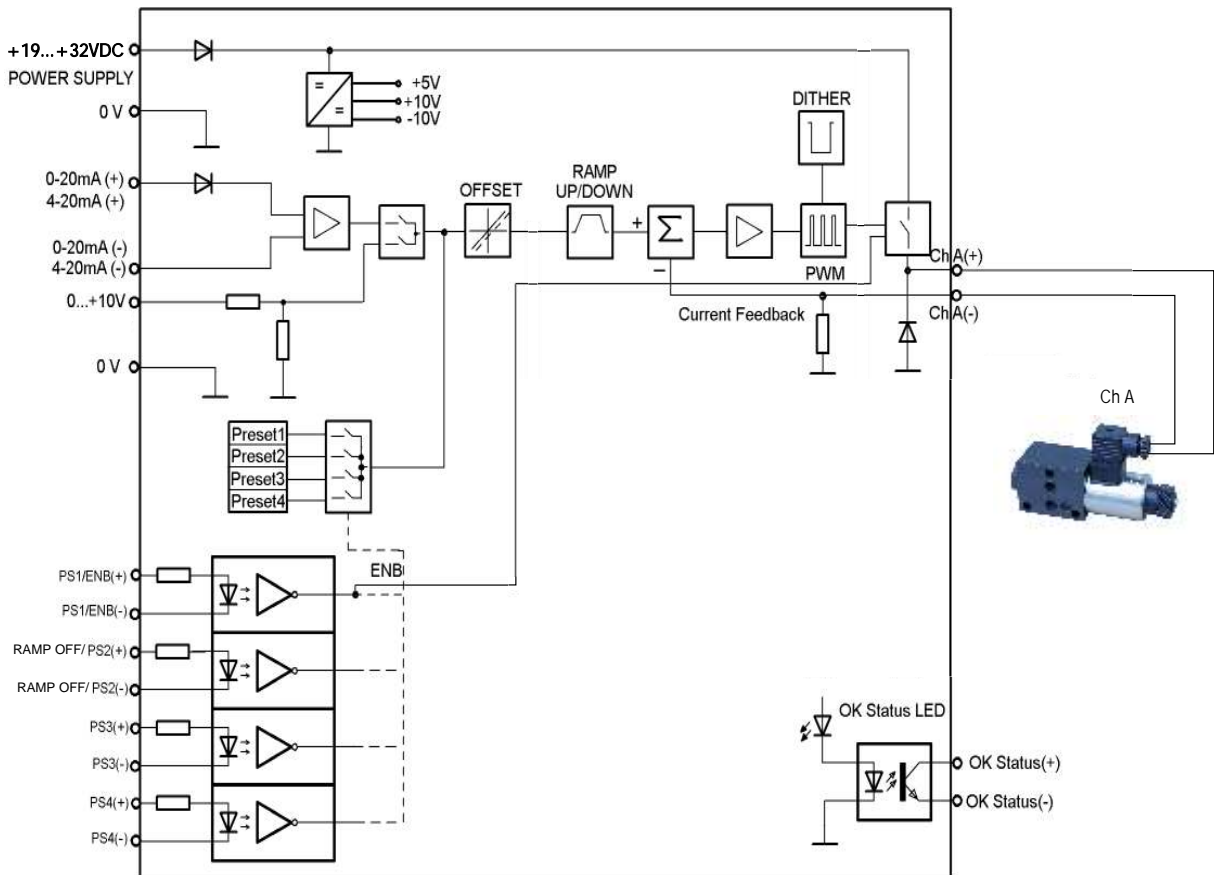 +19...+32VDC
POWER SUPPLY
0 V
+5V
+10V
-10V
DITHER
0-20mA (+)
4-20mA (+)
0-20mA (-)
4-20mA (-)
0...+10V
0 V
OFFSET
RAMP
UP/DOWN
+
Σ
−
PWM
Current Feedback
Ch A(+)
Ch A(-)
Ch A
Preset1
Preset2
Preset3
Preset4
ENB
PS1/ENB(+)
PS1/ENB(-)
RAMP OFF/ PS2(+)
RAMP OFF/ PS2(-)
PS3(+)
PS3(-)
PS4(+)
PS4(-)
OK Status LED
OK Status(+)
OK Status(-)